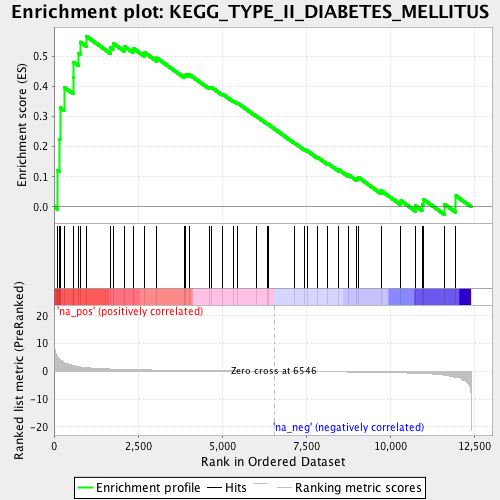 Enrichment plot: KEGG_TYPE_II_DIABETES_MELLITUS
Enrichment score (ES)
0.5
0.4
0.3
0.2
0.1
0.0
'na_pos' (positively correlated)
Ranked list metric (PreRanked)
20
10
0
-10
-20
Zero cross at 6546
'na_neg' (negatively correlated)
0
2,500
5,000
7,500
10,000
12,500
Rank in Ordered Dataset
Enrichment profile
Hits
Ranking metric scores